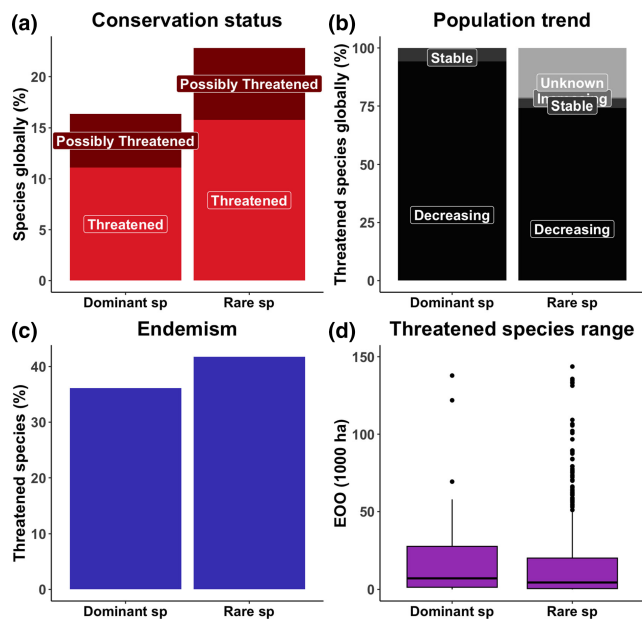 (a) Conservation status
Species globally (%)
20
15
10
5
0
Possibly Threatened
Possibly Threatened
Threatened
Threatened
Dominant sp
Rare sp
(b) Population trend
Threatened species globally (%)
100
75
50
25
0
Stable
Unknown
Increasing
Stable
Decreasing
Decreasing
Dominant sp
Rare sp
(c) Endemism
Threatened species (%)
40
30
20
10
0
Dominant sp
Rare sp
(d) Threatened species range
EOO (1000 ha)
150
100
50
0
Dominant sp
Rare sp